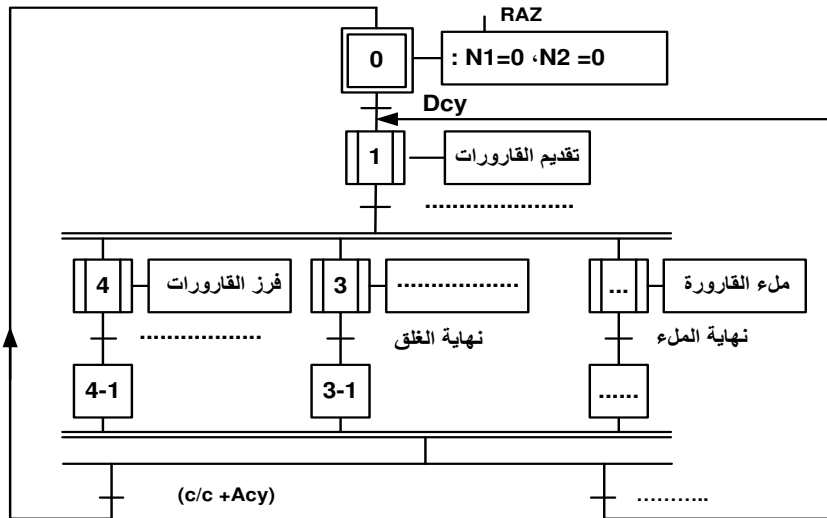 RAZ
0
: N1=0 ،N2 =0
Dcy
1
تقديم القارورات
......................
4
فرز القارورات
3
..................
...
ملء القارورة
..................
نهاية الغلق
نهاية الملء
4-1
3-1
......
(c/c +Acy)
...........